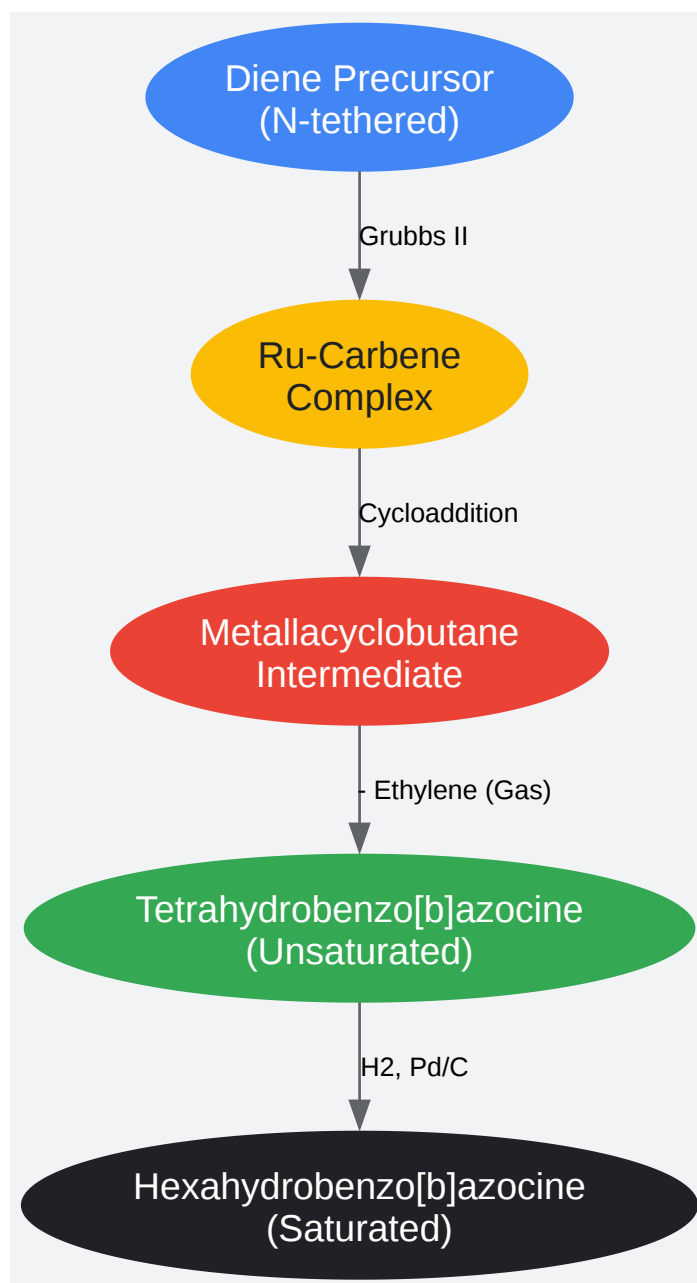 Diene Precursor
(N-tethered)
Grubbs II
Ru-Carbene
Complex
Cycloaddition
Metallacyclobutane
Intermediate
- Ethylene (Gas)
Tetrahydrobenzo[b]azocine
(Unsaturated)
H2, Pd/C
Hexahydrobenzo[b]azocine
(Saturated)